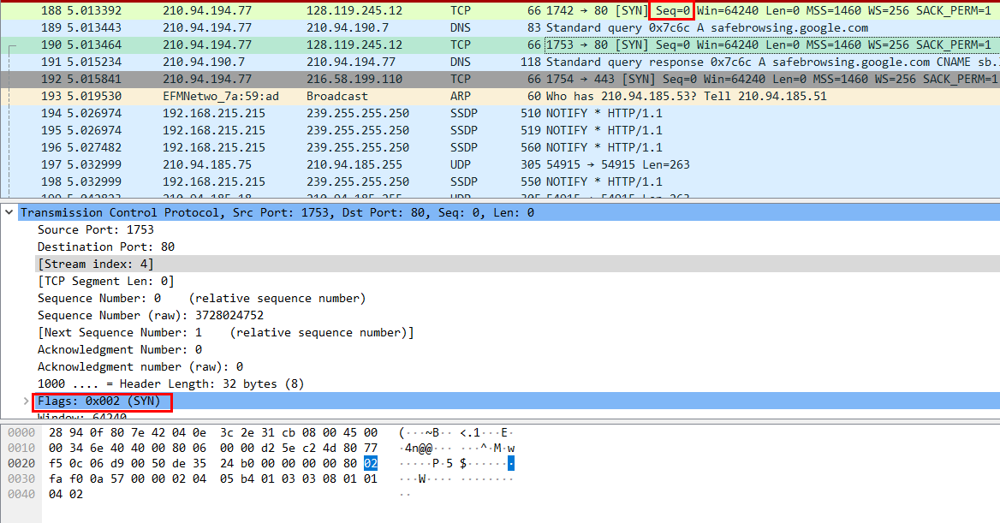 188 5.013392 210.94.194.77 128.119.245.12 TCP 66 1742 → 80 [SYN] Seq=0 Win=64240 Len=0 MSS=1460 WS=256 SACK_PERM=1
189 5.013443 210.94.194.77 210.94.190.7 DNS 83 Standard query 0x7c6c A safebrowsing.google.com
190 5.013464 210.94.194.77 128.119.245.12 TCP 66 1753 → 80 [SYN] Seq=0 Win=64240 Len=0 MSS=1460 WS=256 SACK_PERM=1
191 5.015234 210.94.190.7 210.94.194.77 DNS 118 Standard query response 0x7c6c A safebrowsing.google.com CNAME sb.
192 5.015841 210.94.194.77 216.58.199.110 TCP 66 1754 → 443 [SYN] Seq=0 Win=64240 Len=0 MSS=1460 WS=256 SACK_PERM=1
193 5.019530 EFMNetwo_7a:59:ad Broadcast ARP 60 Who has 210.94.185.53? Tell 210.94.185.51
194 5.026974 192.168.215.215 239.255.255.250 SSDP 510 NOTIFY * HTTP/1.1
195 5.026974 192.168.215.215 239.255.255.250 SSDP 519 NOTIFY * HTTP/1.1
196 5.027482 192.168.215.215 239.255.255.250 SSDP 560 NOTIFY * HTTP/1.1
197 5.032999 210.94.185.75 210.94.185.255 UDP 305 54915 → 54915 Len=263
198 5.032999 192.168.215.215 239.255.255.250 SSDP 550 NOTIFY * HTTP/1.1
Transmission Control Protocol, Src Port: 1753, Dst Port: 80, Seq: 0, Len: 0
Source Port: 1753
Destination Port: 80
[Stream index: 4]
[TCP Segment Len: 0]
Sequence Number: 0 (relative sequence number)
Sequence Number (raw): 3728024752
[Next Sequence Number: 1 (relative sequence number)]
Acknowledgment Number: 0
Acknowledgment number (raw): 0
1000 .... = Header Length: 32 bytes (8)
Flags: 0x002 (SYN)
Window: 64240
0000 28 94 0f 80 7e 42 04 0e 3c 2e 31 cb 08 00 45 00 (···~B·· <.1···E·
0010 00 34 6e 40 40 00 80 06 00 00 d2 5e c2 4d 80 77 ·4n@@··· ···^·M·w
0020 f5 0c 06 d9 00 50 de 35 24 b0 00 00 00 00 80 02 ·····P·5 $·······
0030 fa f0 0a 57 00 00 02 04 05 b4 01 03 03 08 01 01 ···W···· ········
0040 04 02 ··